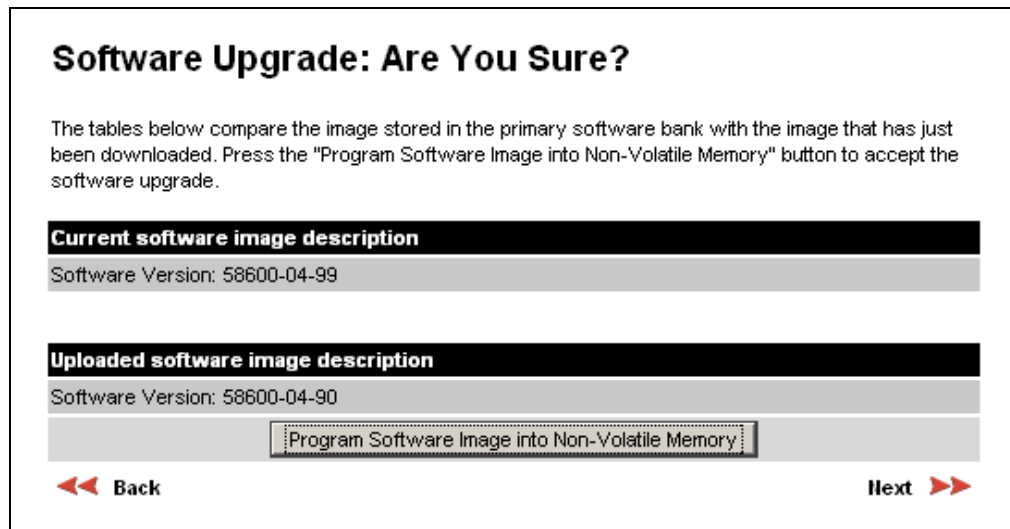 Software Upgrade: Are You Sure?
The tables below compare the image stored in the primary software bank with the image that has just
been downloaded. Press the "Program Software Image into Non-Volatile Memory" button to accept the
software upgrade.
Current software image description
Software Version: 58600-04-99
Uploaded software image description
Software Version: 58600-04-90
Program Software Image into Non-Volatile Memory
Back
Next